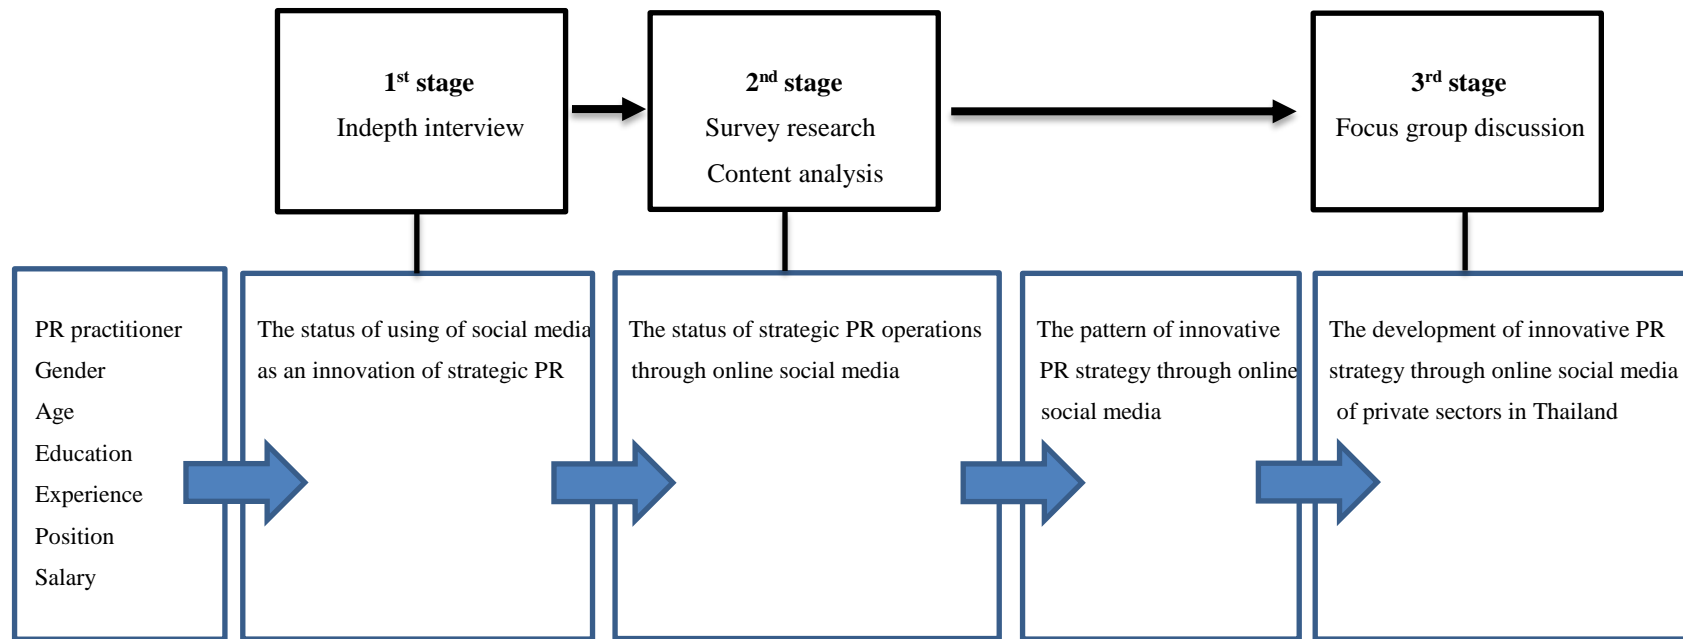 1st stage
Indepth interview
2nd stage
Survey research
Content analysis
3rd stage
Focus group discussion
PR practitioner
Gender
Age
Education
Experience
Position
Salary
The status of using of social media
as an innovation of strategic PR
The status of strategic PR operations
through online social media
The pattern of innovative
PR strategy through online
social media
The development of innovative PR
strategy through online social media
of private sectors in Thailand